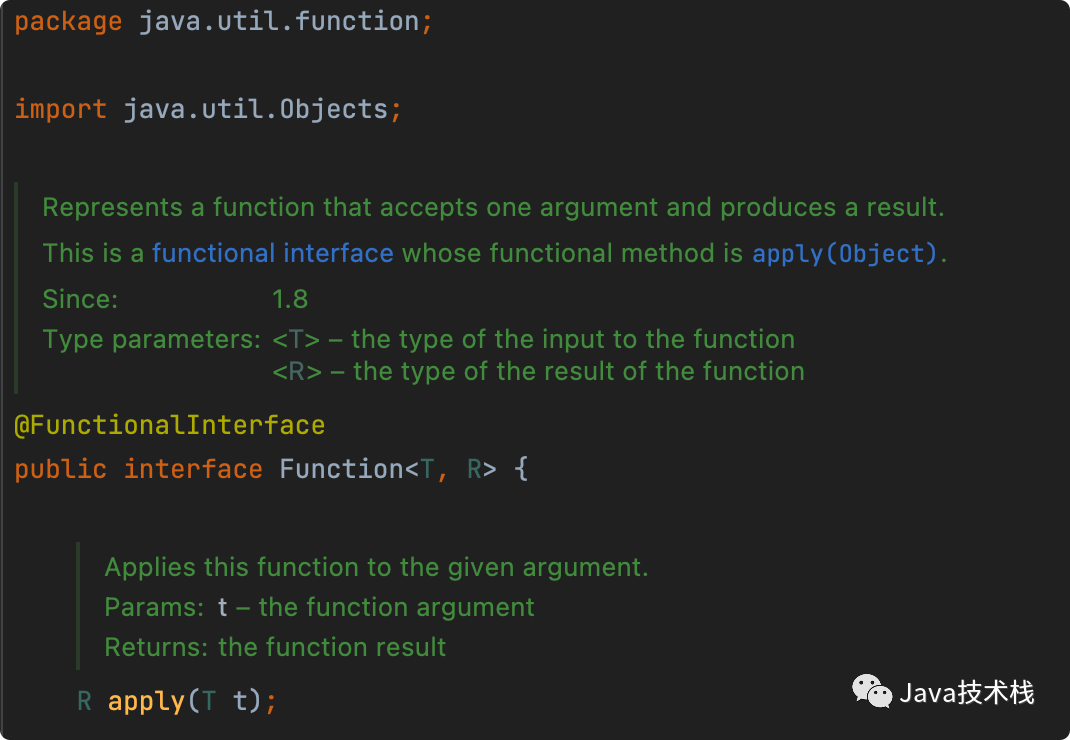 package java.util.function;
import java.util.Objects;
Represents a function that accepts one argument and produces a result.
This is a functional interface whose functional method is apply(Object).
Since: 1.8
Type parameters: <T> – the type of the input to the function
<R> – the type of the result of the function
@FunctionalInterface
public interface Function<T, R> {
Applies this function to the given argument.
Params: t – the function argument
Returns: the function result
R apply(T t);
Java技术栈